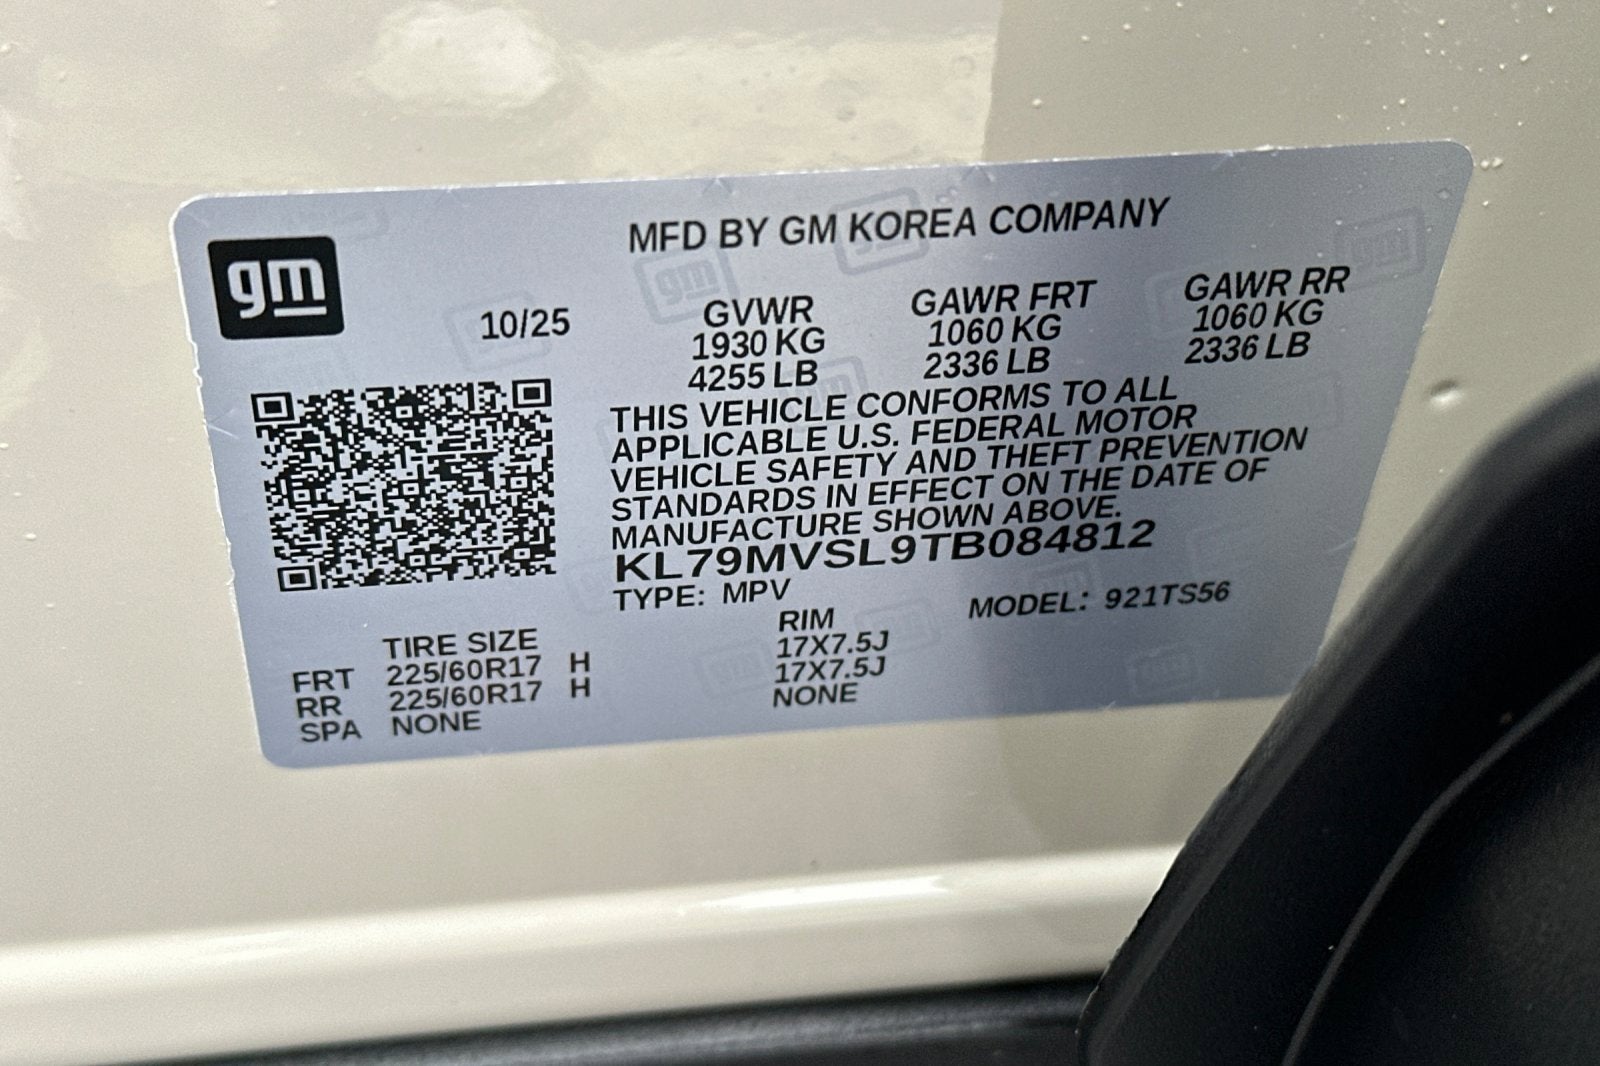 gm
MFD BY GM KOREA COMPANY
10/25
GVWR GAWR FRT GAWR RR
1930 KG 1060 KG 1060 KG
4255 LB 2336 LB 2336 LB
THIS VEHICLE CONFORMS TO ALL
APPLICABLE U.S. FEDERAL MOTOR
VEHICLE SAFETY AND THEFT PREVENTION
STANDARDS IN EFFECT ON THE DATE OF
MANUFACTURE SHOWN ABOVE.
KL79MVSL9TB084812
TYPE: MPV MODEL: 921TS56
TIRE SIZE RIM
FRT 225/60R17 H 17X7.5J
RR 225/60R17 H 17X7.5J
SPA NONE NONE